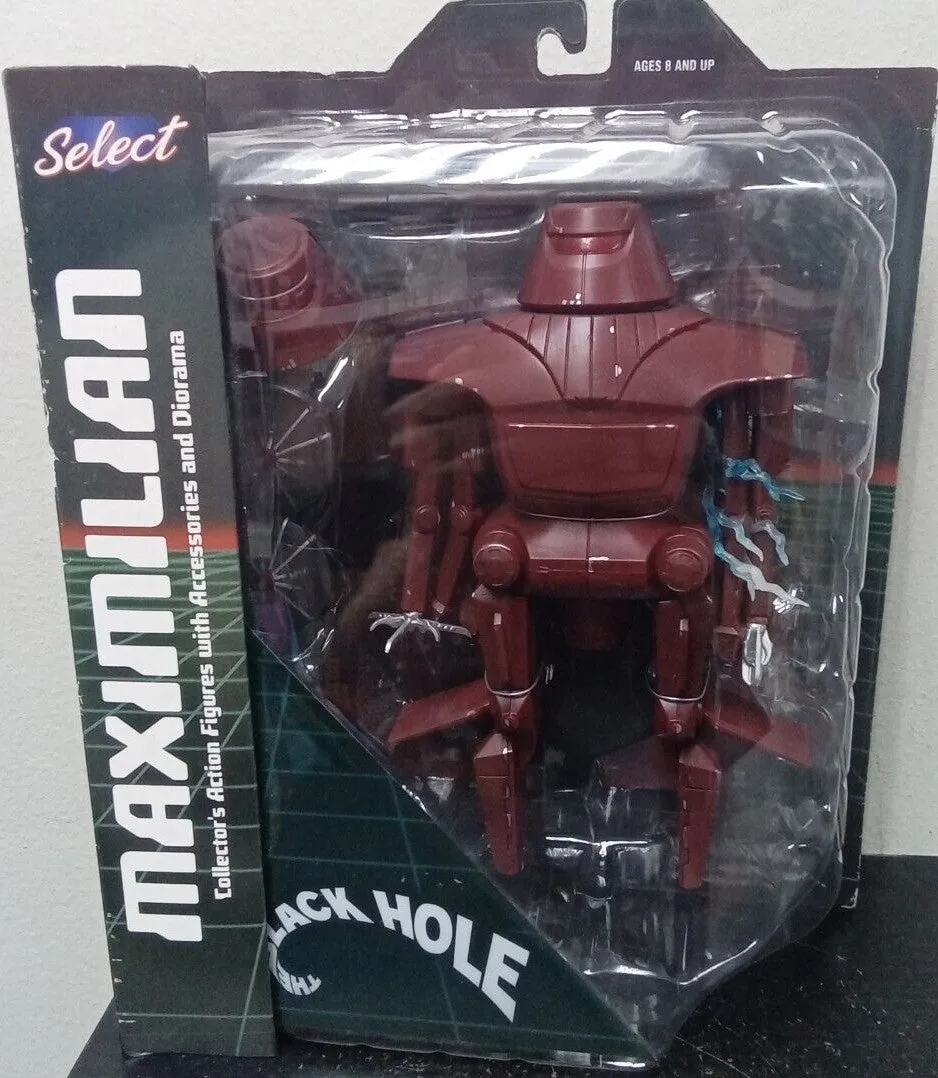 AGES 8 AND UP
Select
MAXIMILIAN
Collector's Action Figures with Accessories and Diorama
THE
BLACK HOLE